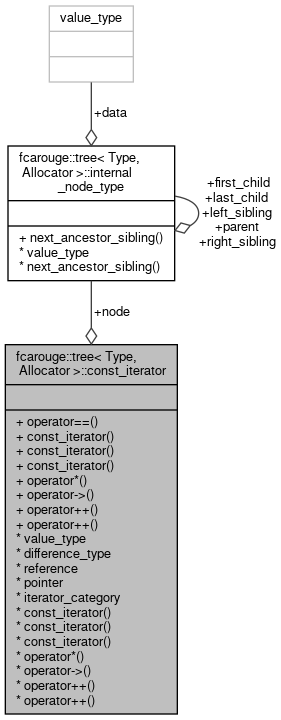 value_type
+data
fcarouge::tree< Type,
Allocator >::internal
_node_type
+ next_ancestor_sibling()
* value_type
* next_ancestor_sibling()
+first_child
+last_child
+left_sibling
+parent
+right_sibling
+node
fcarouge::tree< Type,
Allocator >::const_iterator
+ operator==()
+ const_iterator()
+ const_iterator()
+ const_iterator()
+ operator*()
+ operator->()
+ operator++()
+ operator++()
* value_type
* difference_type
* reference
* pointer
* iterator_category
* const_iterator()
* const_iterator()
* const_iterator()
* operator*()
* operator->()
* operator++()
* operator++()